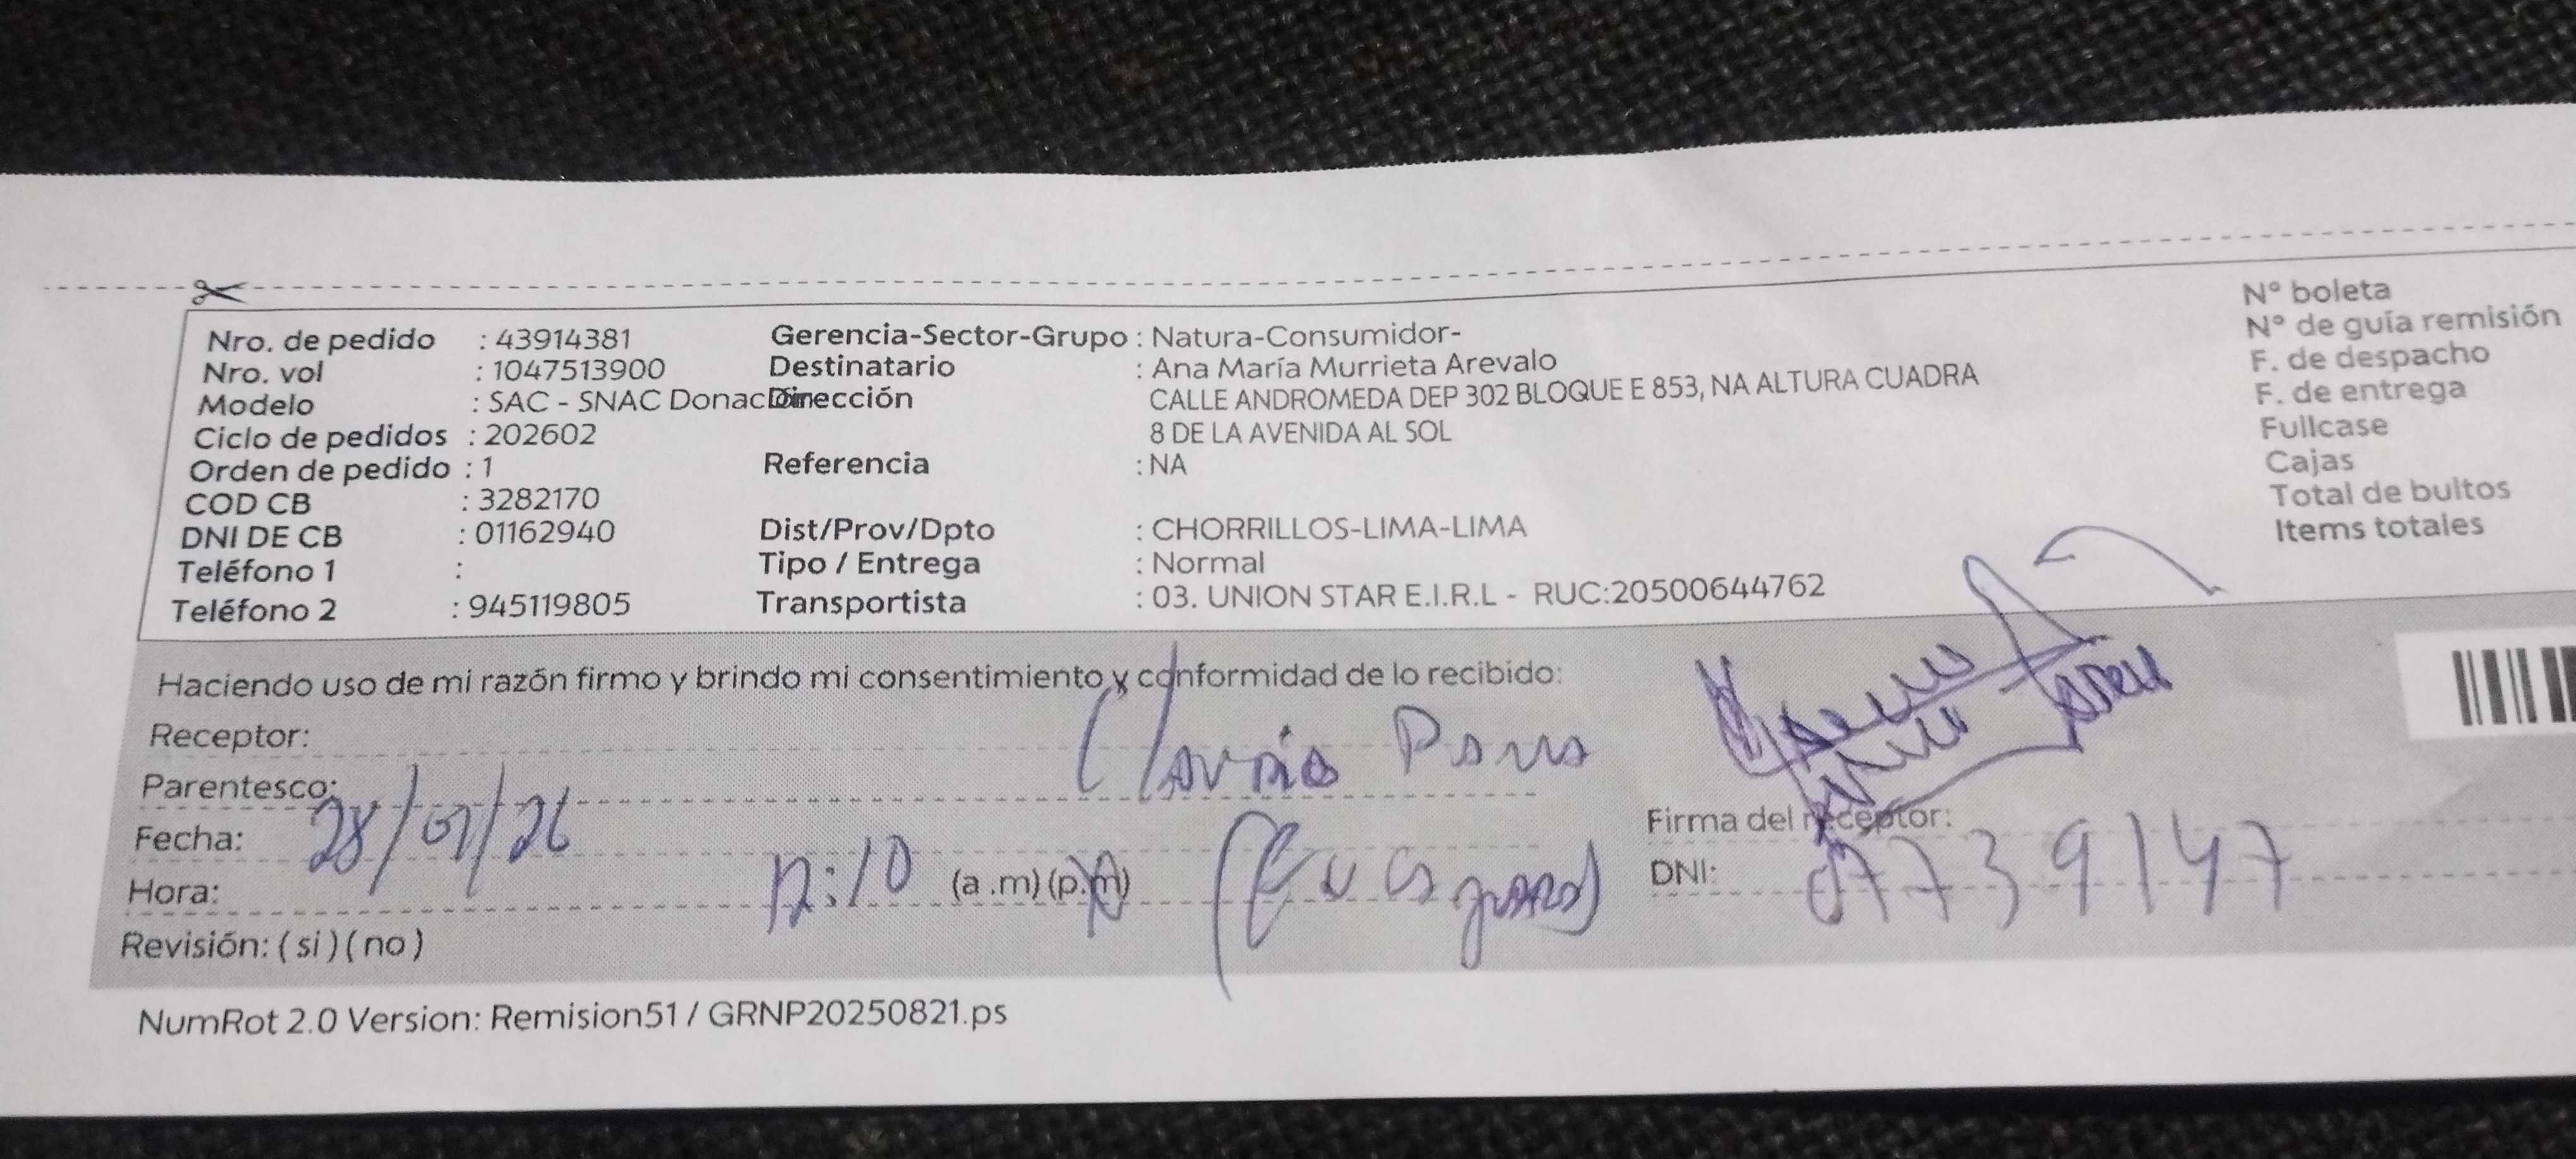 Nro. de pedido : 43914381 Gerencia-Sector-Grupo : Natura-Consumidor- N° boleta
Nro. vol : 1047513900 Destinatario : Ana María Murrieta Arevalo N° de guía remisión
Modelo : SAC - SNAC Donac Dirección CALLE ANDROMEDA DEP 302 BLOQUE E 853, NA ALTURA CUADRA F. de despacho
Ciclo de pedidos : 202602 8 DE LA AVENIDA AL SOL F. de entrega
Orden de pedido : 1 Referencia : NA Fullcase
COD CB : 3282170 Cajas
DNI DE CB : 01162940 Dist/Prov/Dpto : CHORRILLOS-LIMA-LIMA Total de bultos
Teléfono 1 : Tipo / Entrega : Normal Items totales
Teléfono 2 : 945119805 Transportista : 03. UNION STAR E.I.R.L - RUC:20500644762
Haciendo uso de mi razón firmo y brindo mi consentimiento y conformidad de lo recibido:
Receptor:
Parentesco:
Fecha: 28/01/26 Firma del receptor:
Hora: 12:10 (a .m) (p.m) DNI: 07739147
Revisión: ( si ) ( no )
NumRot 2.0 Version: Remision51 / GRNP20250821.ps